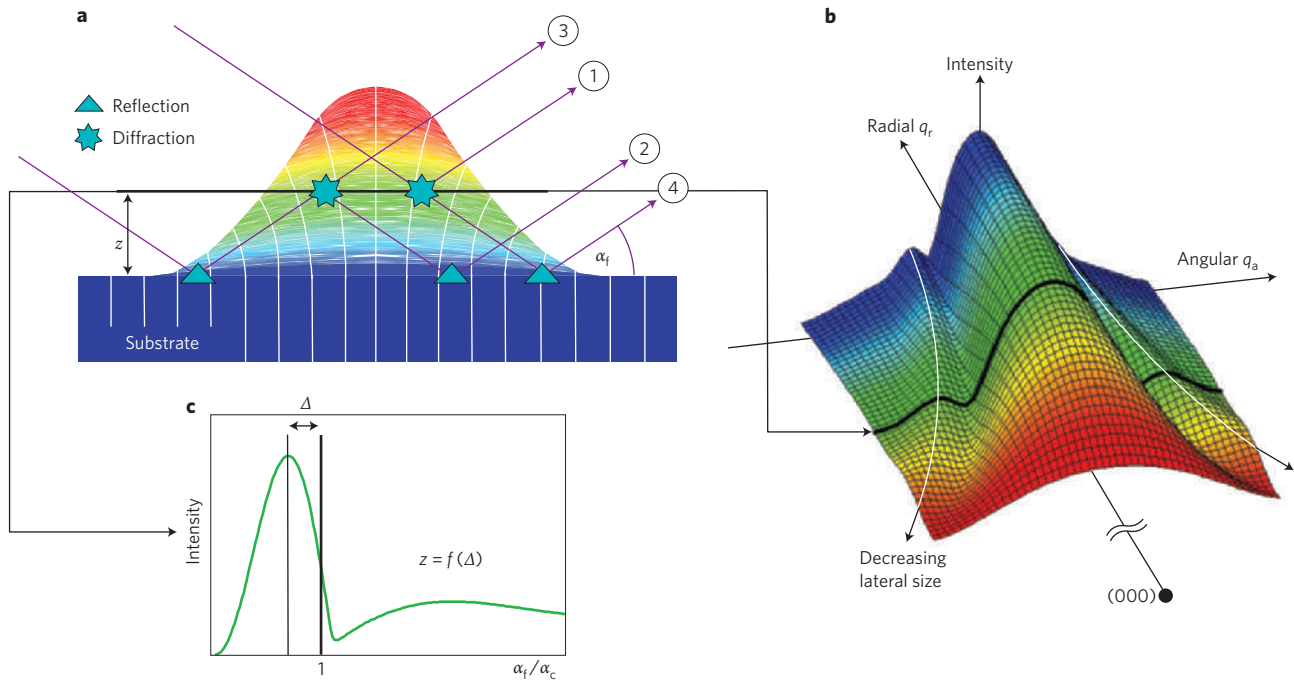 a
3
1
Reflection
Diffraction
2
4
z
α_f
Substrate
b
Intensity
Radial q_r
Angular q_a
Decreasing
lateral size
(000)
c
Δ
Intensity
z = f(Δ)
1
α_f/α_c